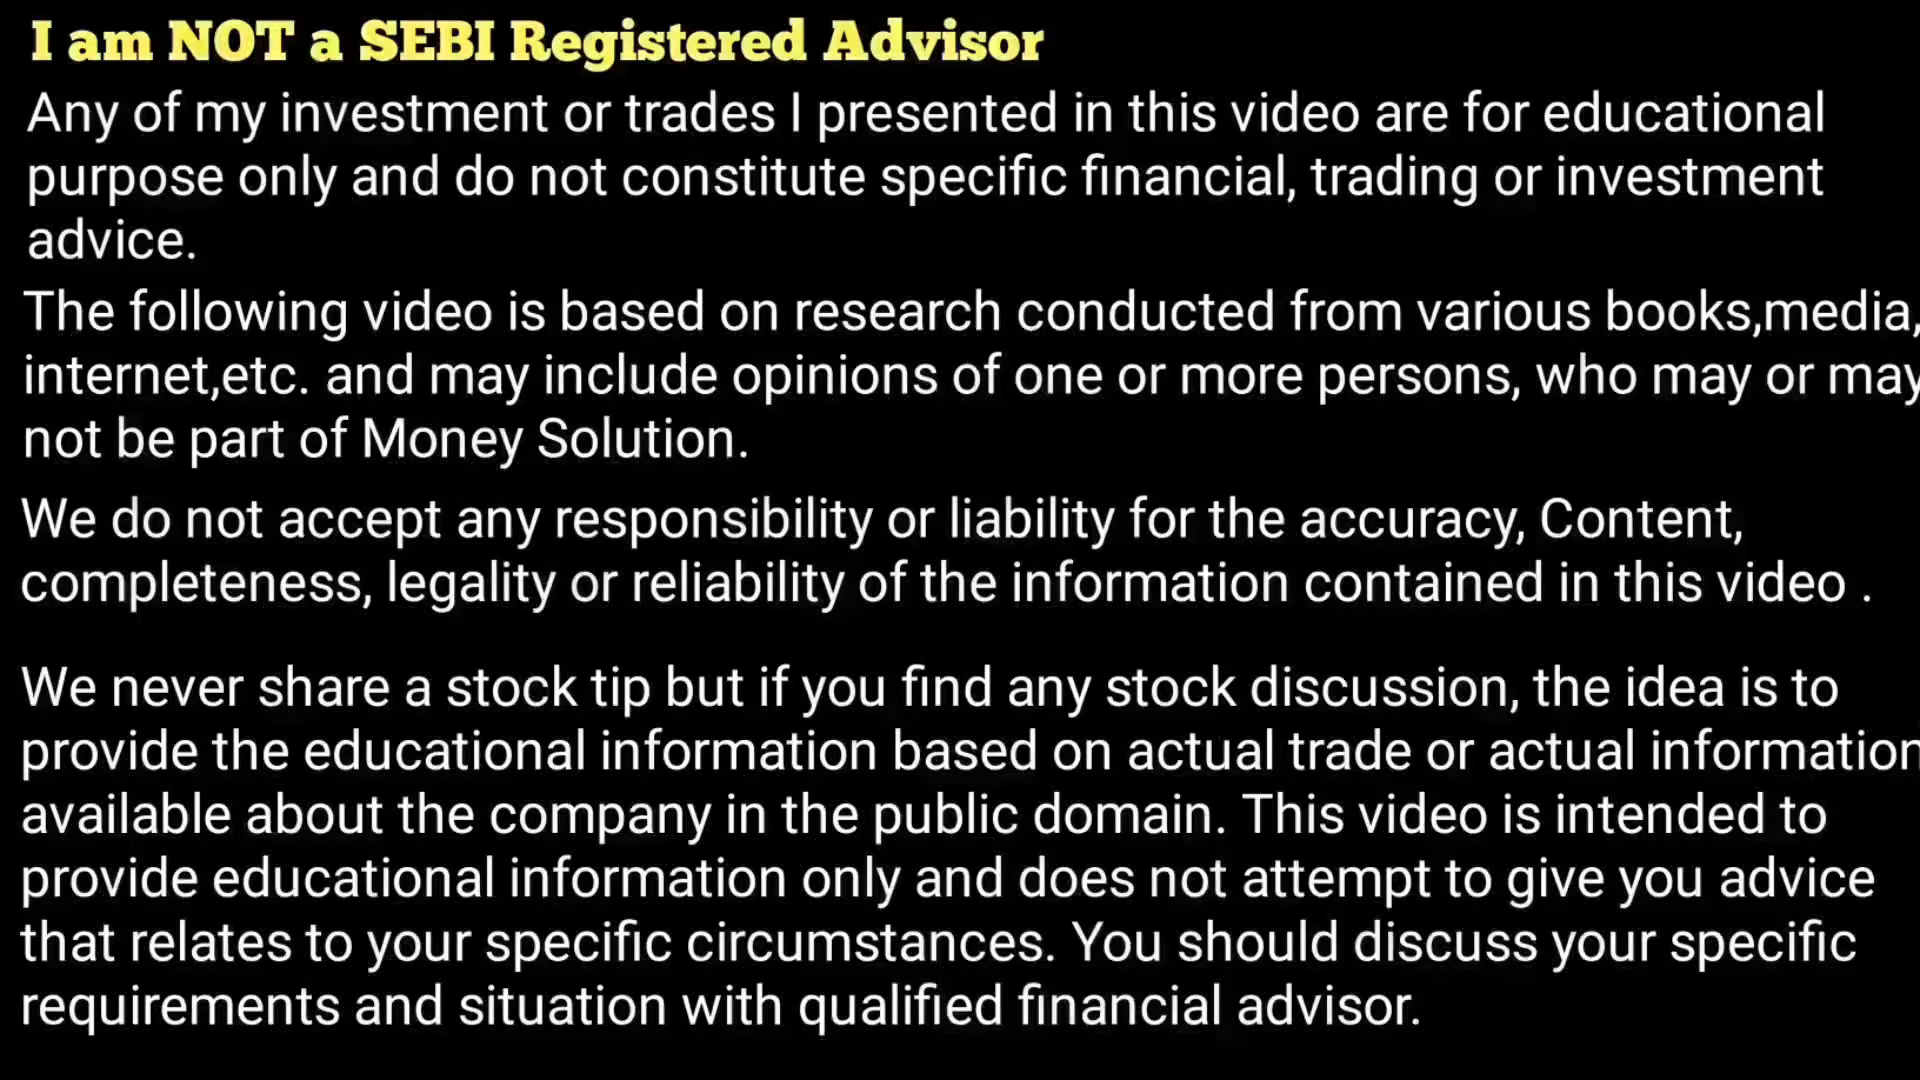 I am NOT a SEBI Registered Advisor
Any of my investment or trades I presented in this video are for educational
purpose only and do not constitute specific financial, trading or investment
advice.
The following video is based on research conducted from various books,media,
internet,etc. and may include opinions of one or more persons, who may or may
not be part of Money Solution.
We do not accept any responsibility or liability for the accuracy, Content,
completeness, legality or reliability of the information contained in this video .
We never share a stock tip but if you find any stock discussion, the idea is to
provide the educational information based on actual trade or actual information
available about the company in the public domain. This video is intended to
provide educational information only and does not attempt to give you advice
that relates to your specific circumstances. You should discuss your specific
requirements and situation with qualified financial advisor.